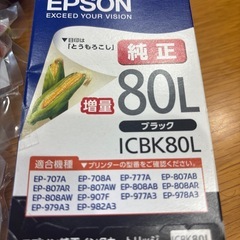 EPSON
EXCEED YOUR VISION
▼目印は
「とうもろこし」
純正
増量
80L
ブラック
ICBK80L
適合機種
▼プリンターの型番をご確認ください。
EP-707A EP-708A EP-777A EP-807AB
EP-807AR EP-807AW EP-808AB EP-808AR
EP-808AW EP-907F EP-977A3 EP-978A3
EP-979A3 EP-982A3